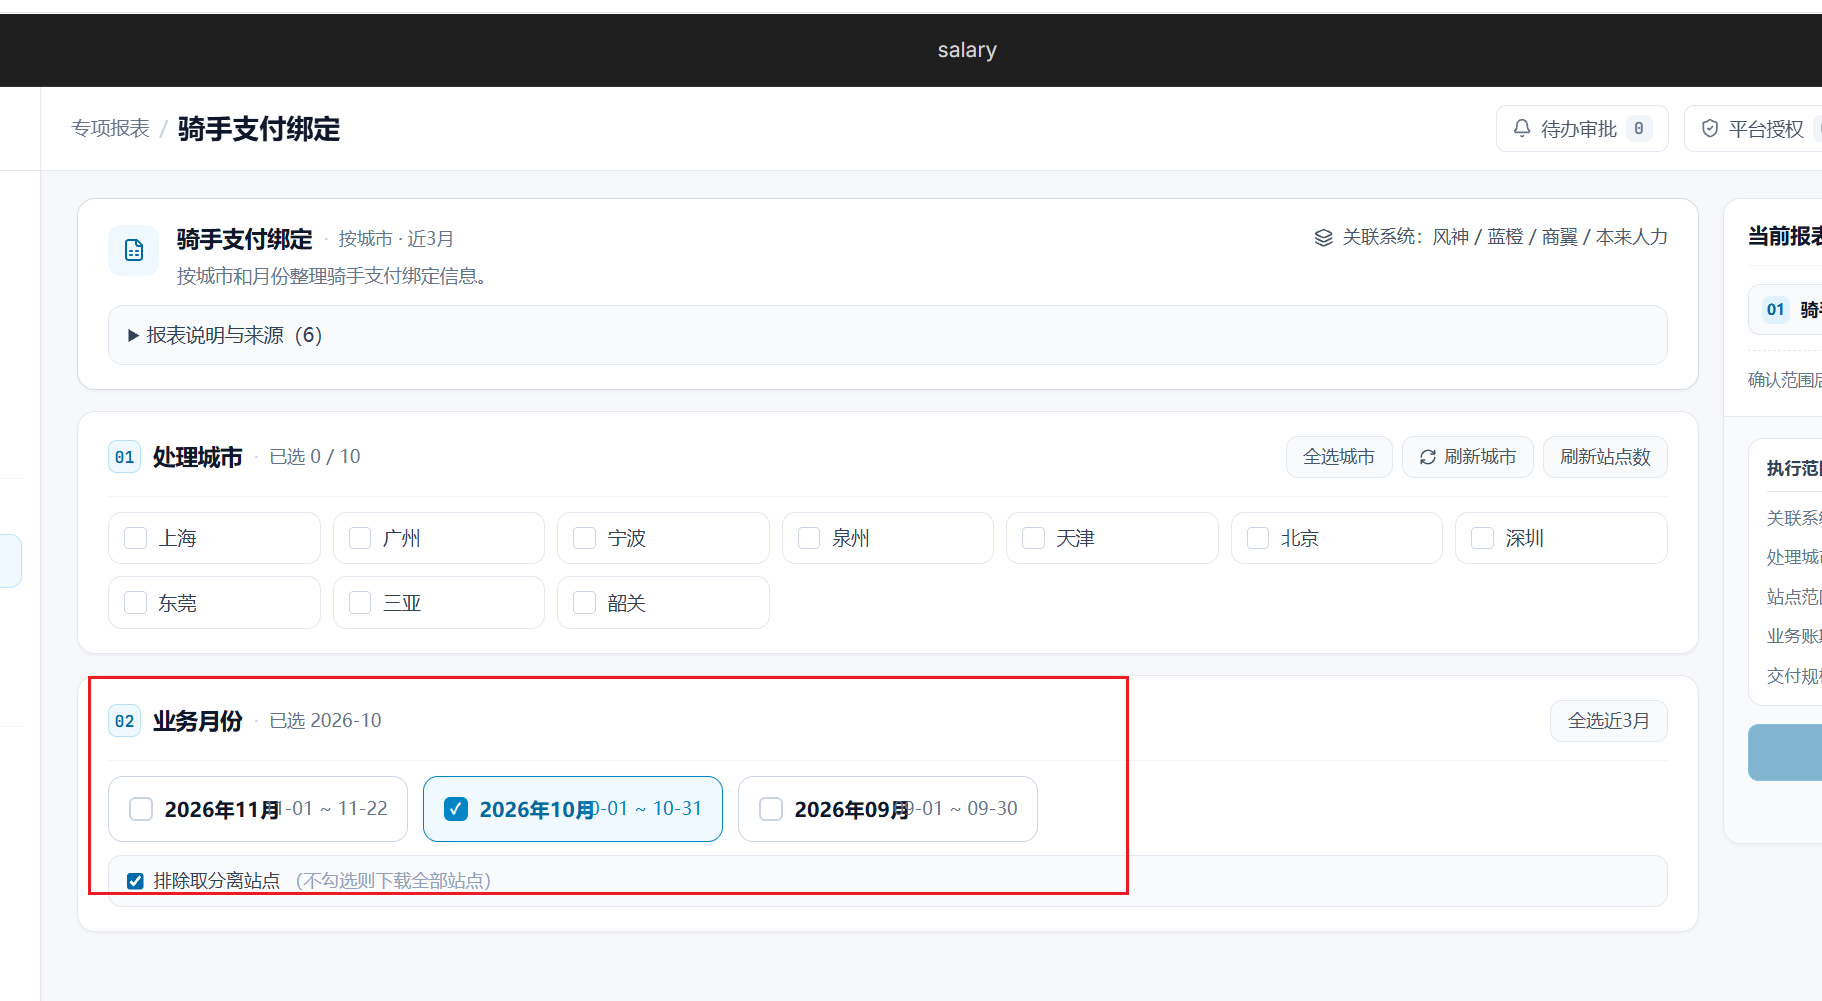 salary
专项报表 / 骑手支付绑定
待办审批 0
平台授权
骑手支付绑定 · 按城市 · 近3月
关联系统：风神 / 蓝橙 / 商翼 / 本来人力
按城市和月份整理骑手支付绑定信息。
▶ 报表说明与来源（6）
01 处理城市 · 已选 0 / 10
全选城市
刷新城市
刷新站点数
上海
广州
宁波
泉州
天津
北京
深圳
东莞
三亚
韶关
02 业务月份 · 已选 2026-10
全选近3月
2026年11月 1-01 ~ 11-22
2026年10月 0-01 ~ 10-31
2026年09月 9-01 ~ 09-30
排除取分离站点 （不勾选则下载全部站点）
当前报表
01 骑
确认范围
执行范
关联系
处理城
站点范
业务账
交付规